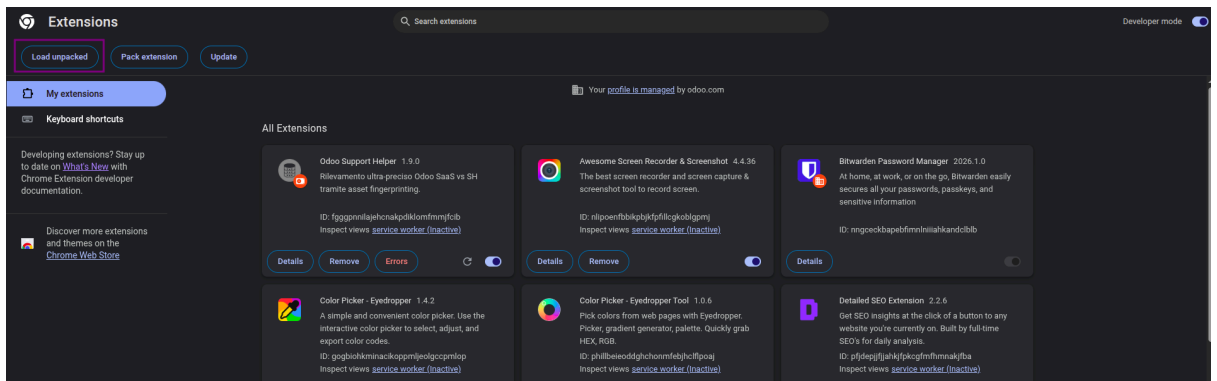 Extensions
Search extensions
Developer mode
Load unpacked
Pack extension
Update
My extensions
Keyboard shortcuts
Developing extensions? Stay up
to date on What's New with
Chrome Extension developer
documentation.
Discover more extensions
and themes on the
Chrome Web Store
Your profile is managed by odoo.com
All Extensions
Odoo Support Helper 1.9.0
Rilevamento ultra-preciso Odoo SaaS vs SH
tramite asset fingerprinting.
ID: fgggpnnilajehcnakpdiklomfmmjfcib
Inspect views service worker (Inactive)
Details
Remove
Errors
Awesome Screen Recorder & Screenshot 4.4.36
The best screen recorder and screen capture &
screenshot tool to record screen.
ID: nlipoenfbbikpbjkfpfillcgkoblgpmj
Inspect views service worker (Inactive)
Details
Remove
Bitwarden Password Manager 2026.1.0
At home, at work, or on the go, Bitwarden easily
secures all your passwords, passkeys, and
sensitive information
ID: nngceckbapebfimnlniiiahkandclblb
Details
Color Picker - Eyedropper 1.4.2
A simple and convenient color picker. Use the
interactive color picker to select, adjust, and
export color codes.
ID: gogbiohkminacikoppmljeolgccpmlop
Inspect views service worker (Inactive)
Color Picker - Eyedropper Tool 1.0.6
Pick colors from web pages with Eyedropper.
Picker, gradient generator, palette. Quickly grab
HEX, RGB.
ID: phillbeieoddghchonmfebjhclflpoaj
Inspect views service worker (Inactive)
Detailed SEO Extension 2.2.6
Get SEO insights at the click of a button to any
website you're currently on. Built by full-time
SEO's for daily analysis.
ID: pfjdepjjfjjahkjfpkcgfmfhmnakjfba
Inspect views service worker (Inactive)